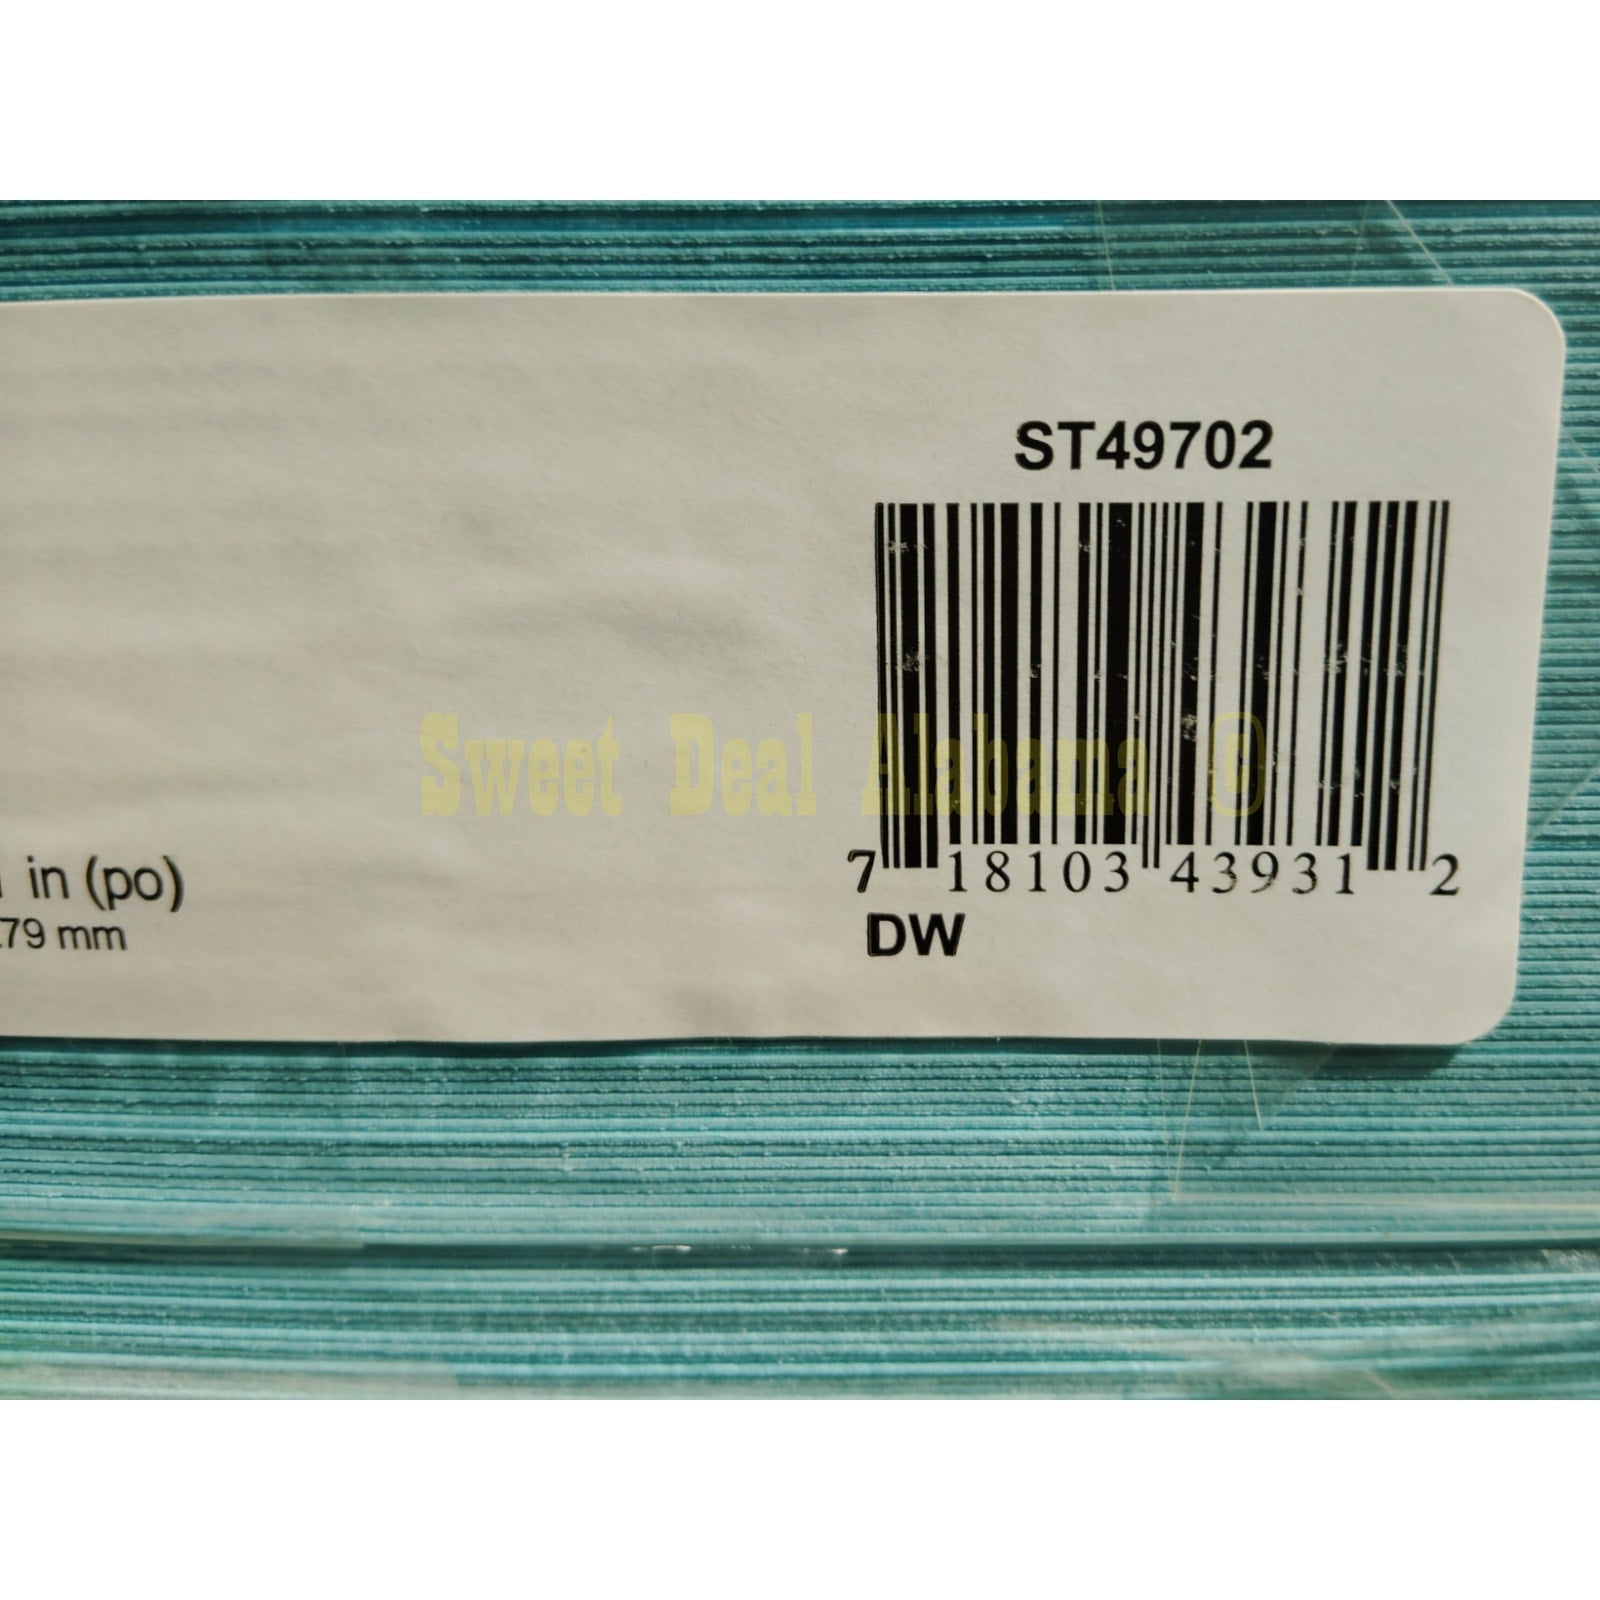 ST49702
Sweet Deal Alabama ©
in (po)
79 mm
7 18103 43931 2
DW